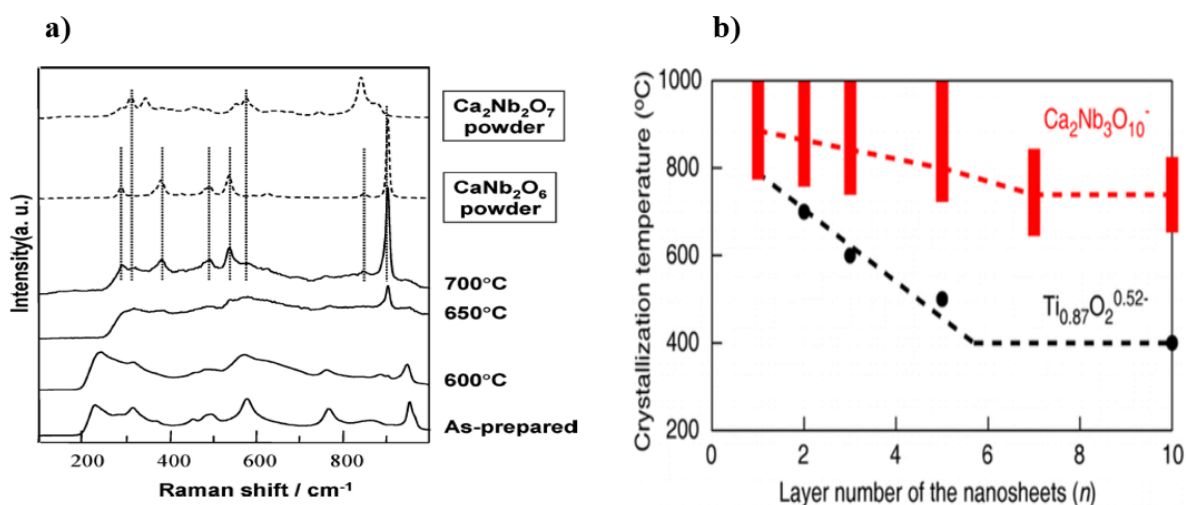 a)
Intensity(a. u.)
Ca₂Nb₂O₇
powder
CaNb₂O₆
powder
700°C
650°C
600°C
As-prepared
200 400 600 800
Raman shift / cm⁻¹
b)
Crystallization temperature (°C)
1000
800
600
400
200
Ca₂Nb₃O₁₀⁻
Ti₀.₈₇O₂⁰·⁵²⁻
0 2 4 6 8 10
Layer number of the nanosheets (n)